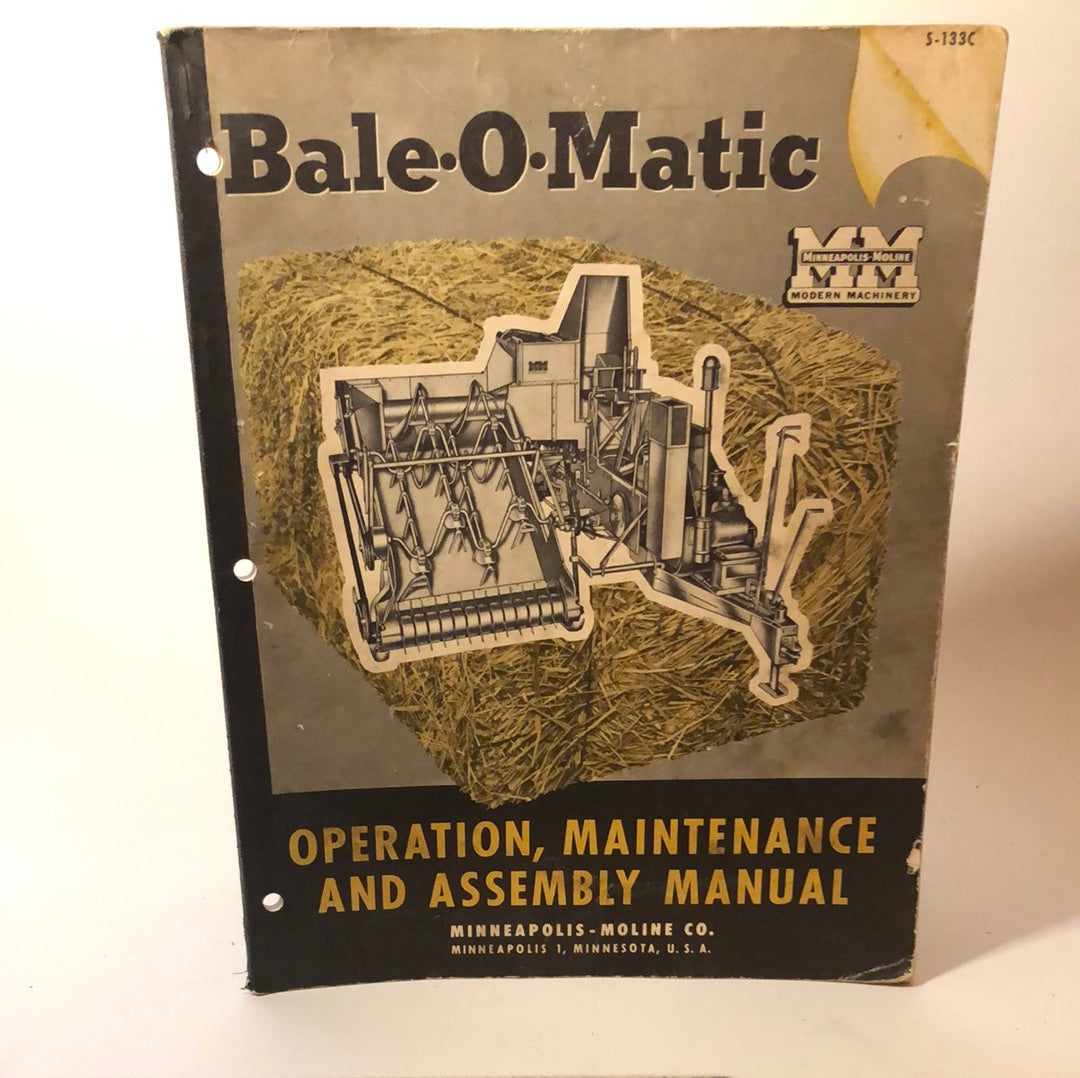 S-133C
Bale·O·Matic
MM
MINNEAPOLIS-MOLINE
MODERN MACHINERY
MM
OPERATION, MAINTENANCE
AND ASSEMBLY MANUAL
MINNEAPOLIS-MOLINE CO.
MINNEAPOLIS 1, MINNESOTA, U. S. A.